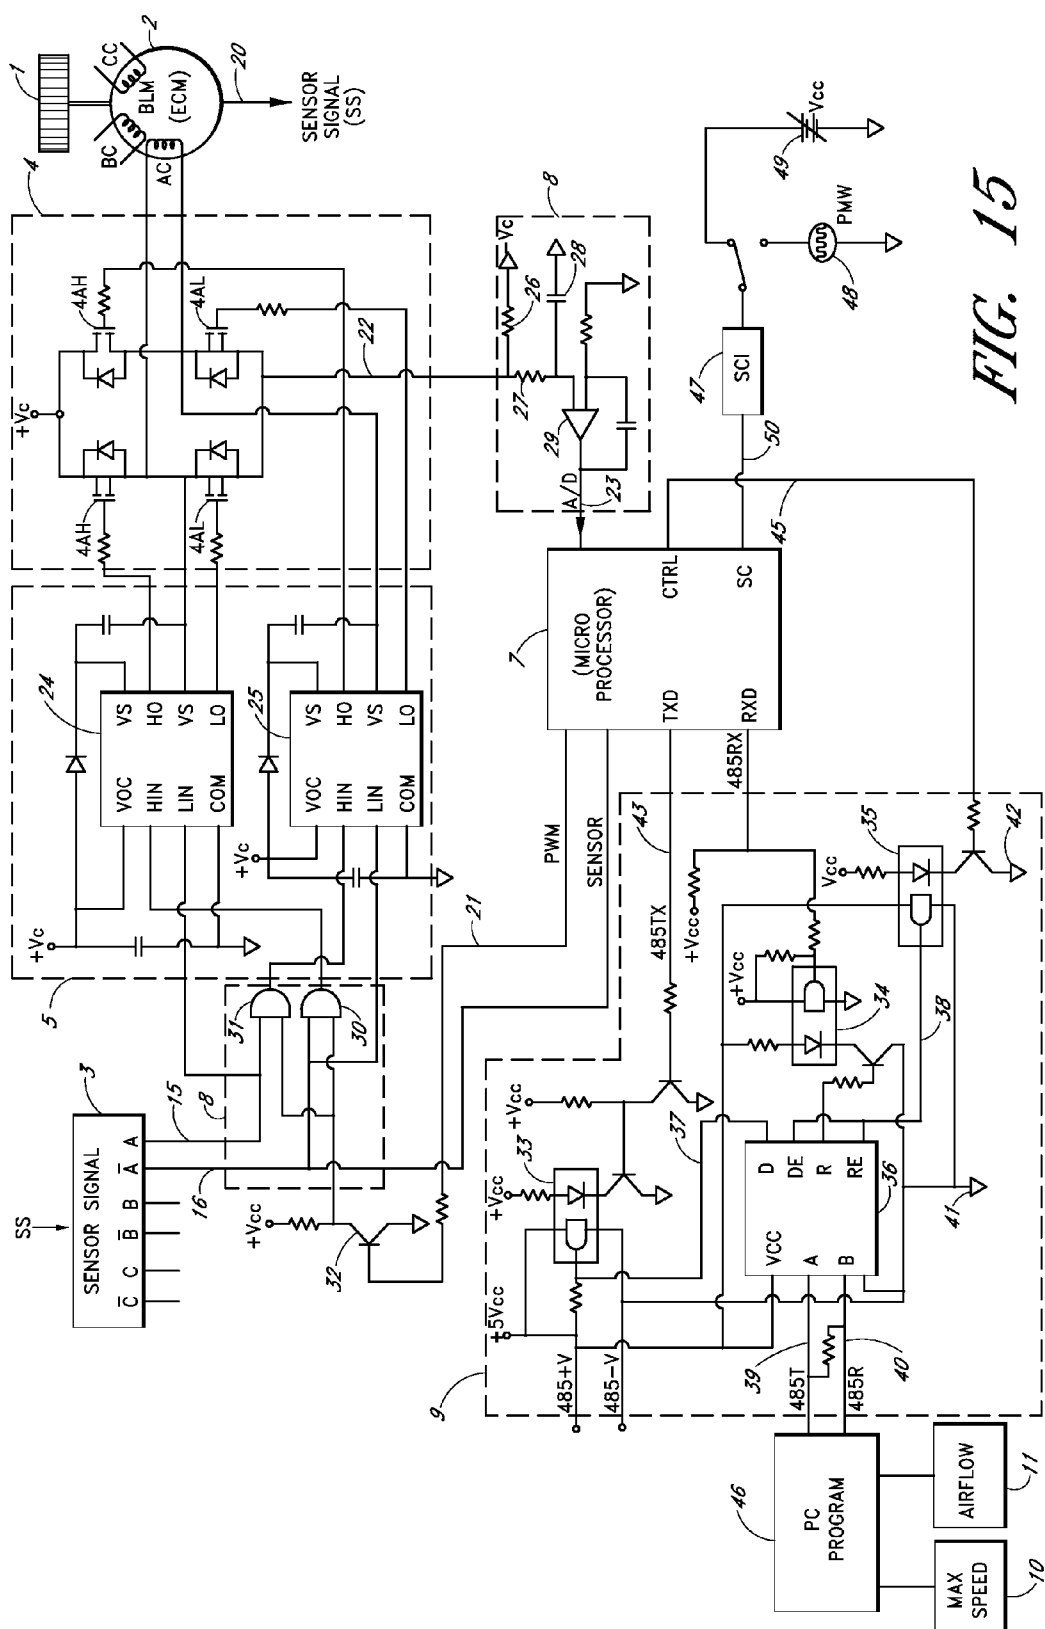 SS
SENSOR SIGNAL
3
C̅
C
B̅
B
A̅
A
15
16
8
31
30
+Vcc
32
21
5
+Vc
24
VOC
HIN
LIN
COM
VS
HO
VS
LO
+Vc
25
VOC
HIN
LIN
COM
VS
HO
VS
LO
4
+Vc
4AH
4AL
4AH
4AL
22
1
2
BC
CC
AC
BLM
(ECM)
20
SENSOR
SIGNAL
(SS)
8
Vc
26
27
28
29
A/D
23
7
(MICRO
PROCESSOR)
PWM
SENSOR
TXD
RXD
CTRL
SC
485RX
43
485TX
45
50
47
SCI
48
PMW
49
Vcc
9
485+V
485-V
+5Vcc
+Vcc
33
+Vcc
37
+Vcc
+Vcc
34
35
Vcc
42
38
36
VCC
A
B
D
DE
R
RE
41
39
485T
485R
40
46
PC
PROGRAM
MAX
SPEED
10
AIRFLOW
11
FIG. 15